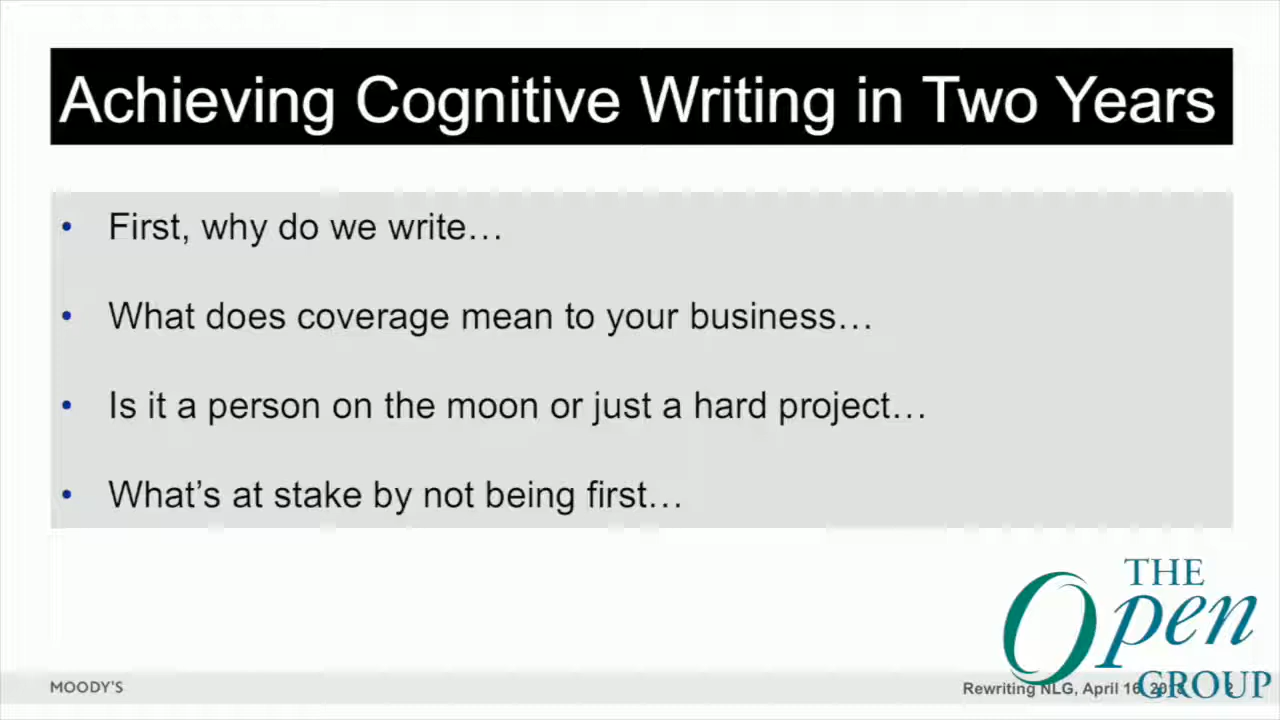 Achieving Cognitive Writing in Two Years
• First, why do we write…
• What does coverage mean to your business…
• Is it a person on the moon or just a hard project…
• What’s at stake by not being first…
THE
Open
GROUP
MOODY'S
Rewriting NLG, April 16, 2